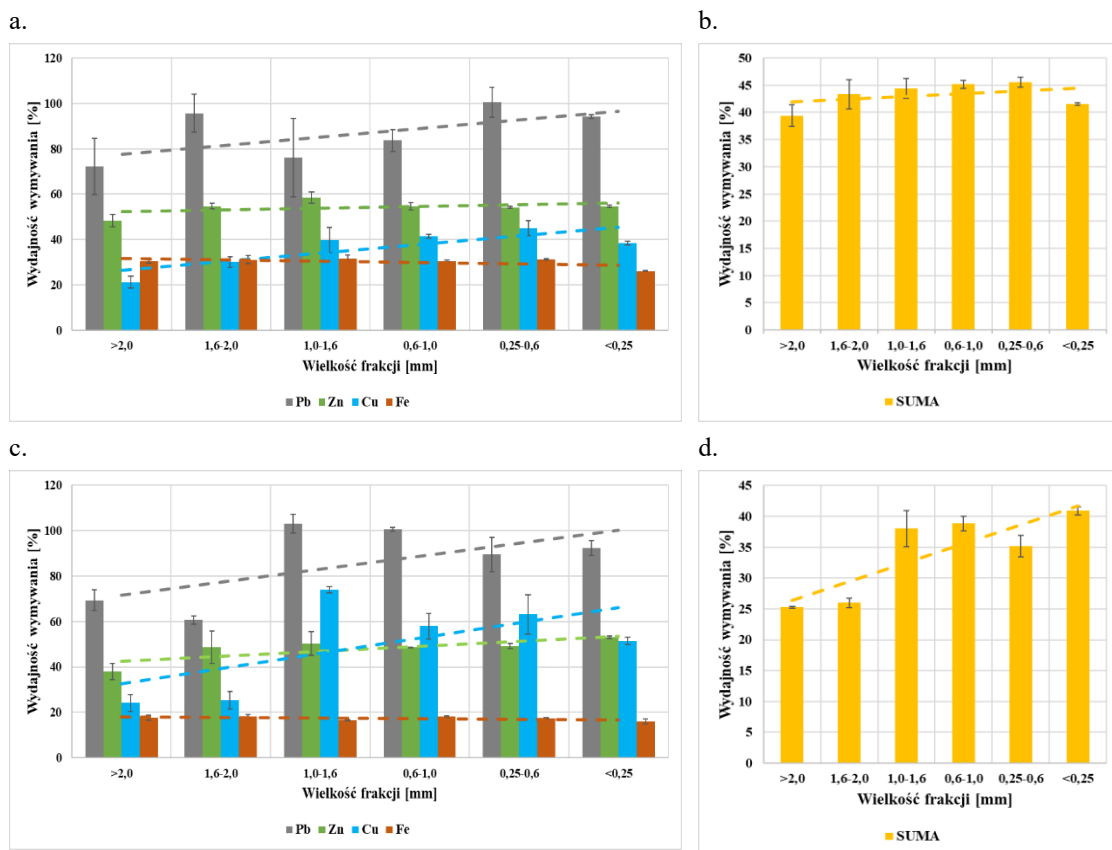 a.
Wydajność wymywania [%]
120
100
80
60
40
20
0
>2,0 1,6-2,0 1,0-1,6 0,6-1,0 0,25-0,6 <0,25
Wielkość frakcji [mm]
Pb Zn Cu Fe
b.
Wydajność wymywania [%]
50
45
40
35
30
25
20
15
10
5
0
>2,0 1,6-2,0 1,0-1,6 0,6-1,0 0,25-0,6 <0,25
Wielkość frakcji [mm]
SUMA
c.
Wydajność wymywania [%]
120
100
80
60
40
20
0
>2,0 1,6-2,0 1,0-1,6 0,6-1,0 0,25-0,6 <0,25
Wielkość frakcji [mm]
Pb Zn Cu Fe
d.
Wydajność wymywania [%]
45
40
35
30
25
20
15
10
5
0
>2,0 1,6-2,0 1,0-1,6 0,6-1,0 0,25-0,6 <0,25
Wielkość frakcji [mm]
SUMA